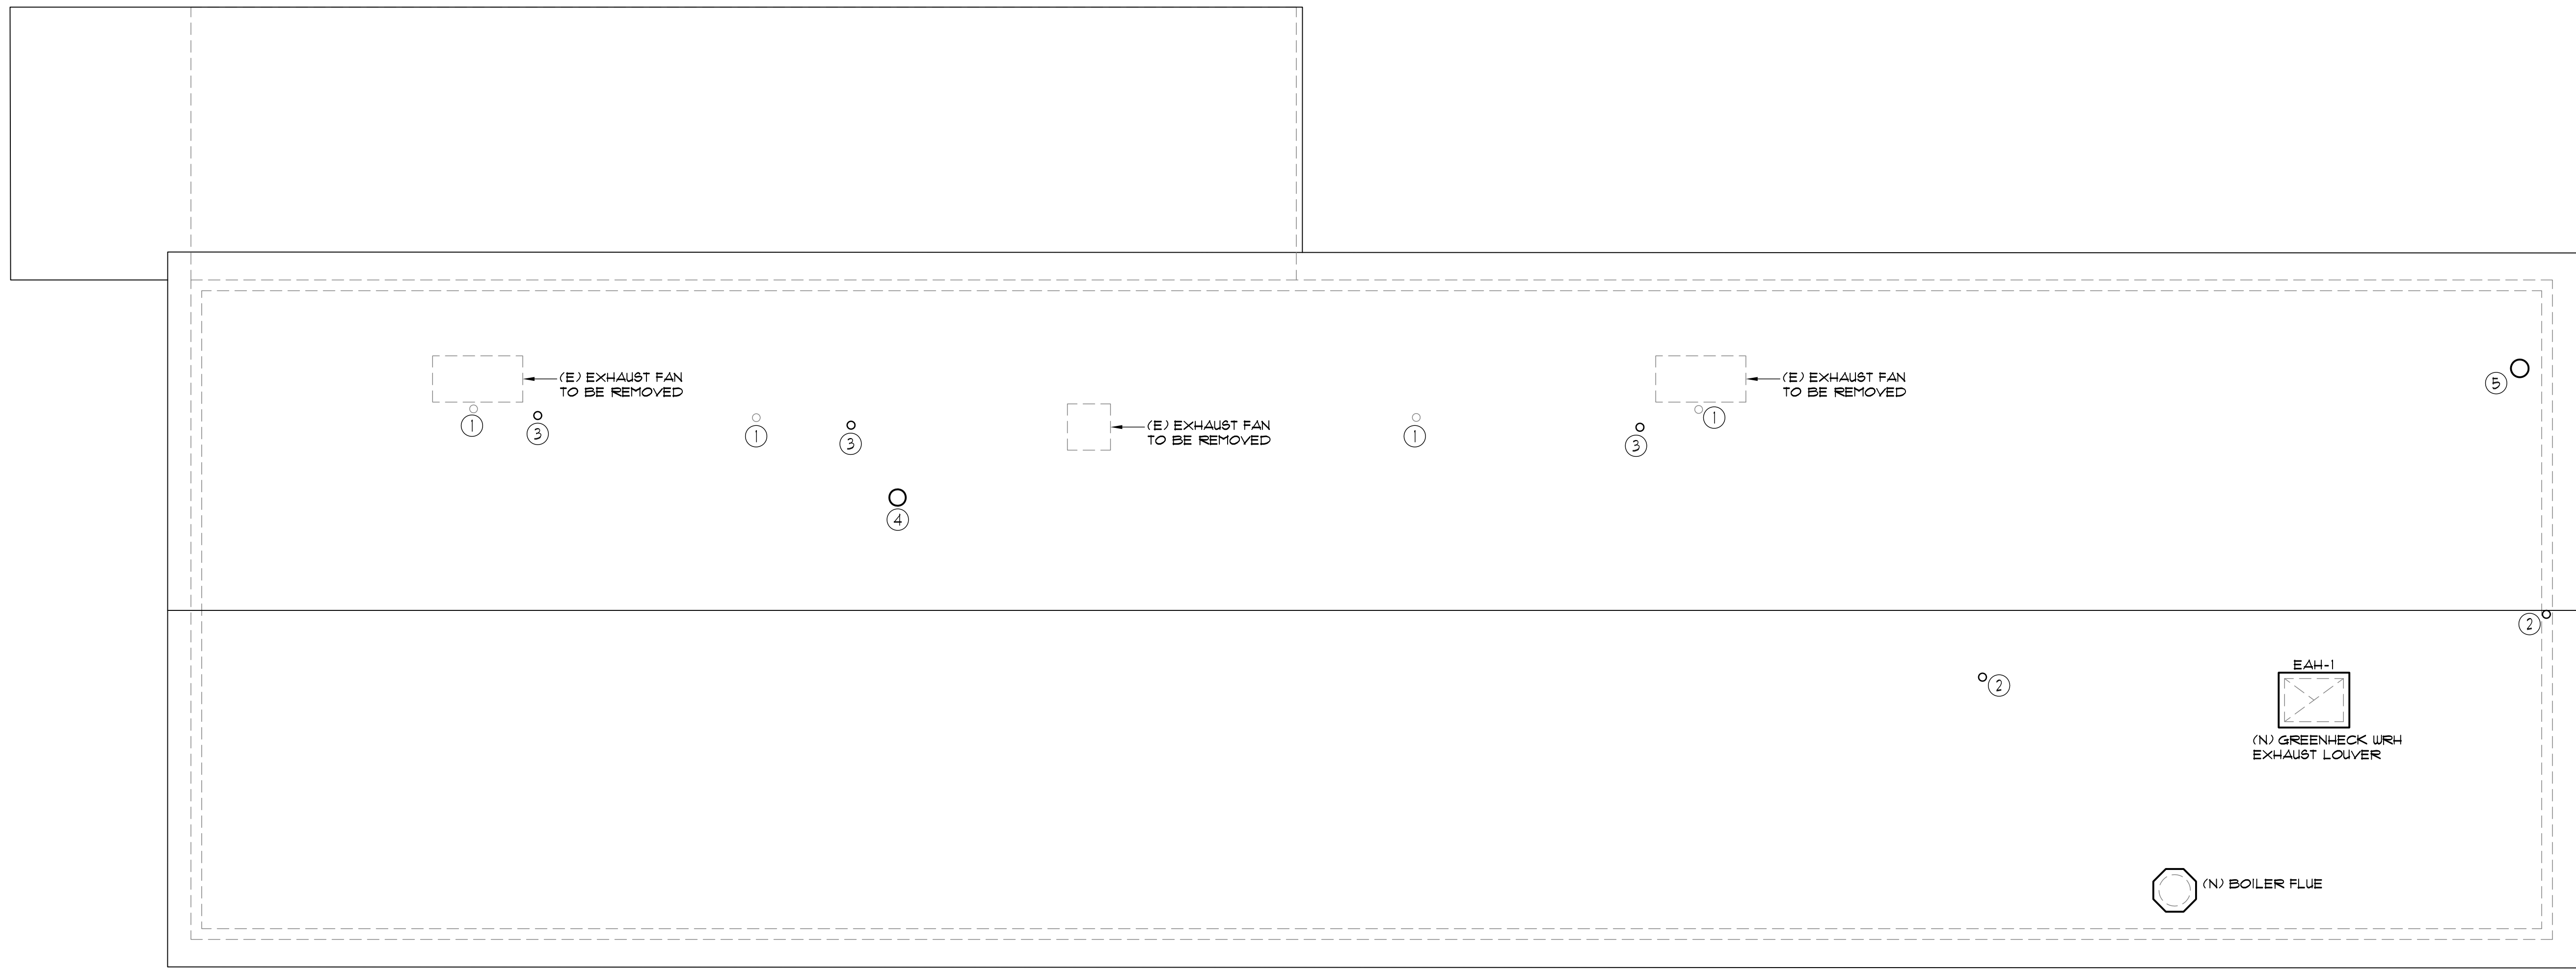 (E) EXHAUST FAN
TO BE REMOVED
1
3
1
3
4
(E) EXHAUST FAN
TO BE REMOVED
1
3
(E) EXHAUST FAN
TO BE REMOVED
1
5
2
2
EAH-1
(N) GREENHECK WRH
EXHAUST LOUVER
(N) BOILER FLUE